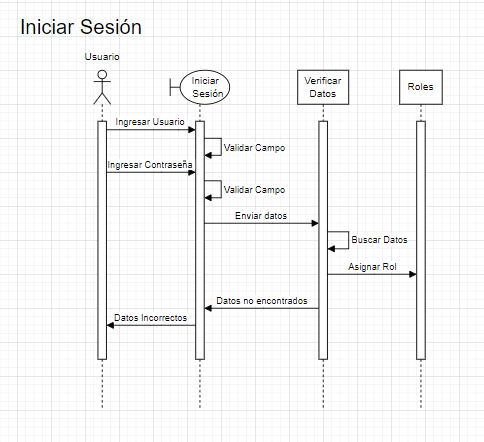 Iniciar Sesión
Usuario
Iniciar
Sesión
Verificar
Datos
Roles
Ingresar Usuario
Validar Campo
Ingresar Contraseña
Validar Campo
Enviar datos
Buscar Datos
Asignar Rol
Datos no encontrados
Datos Incorrectos